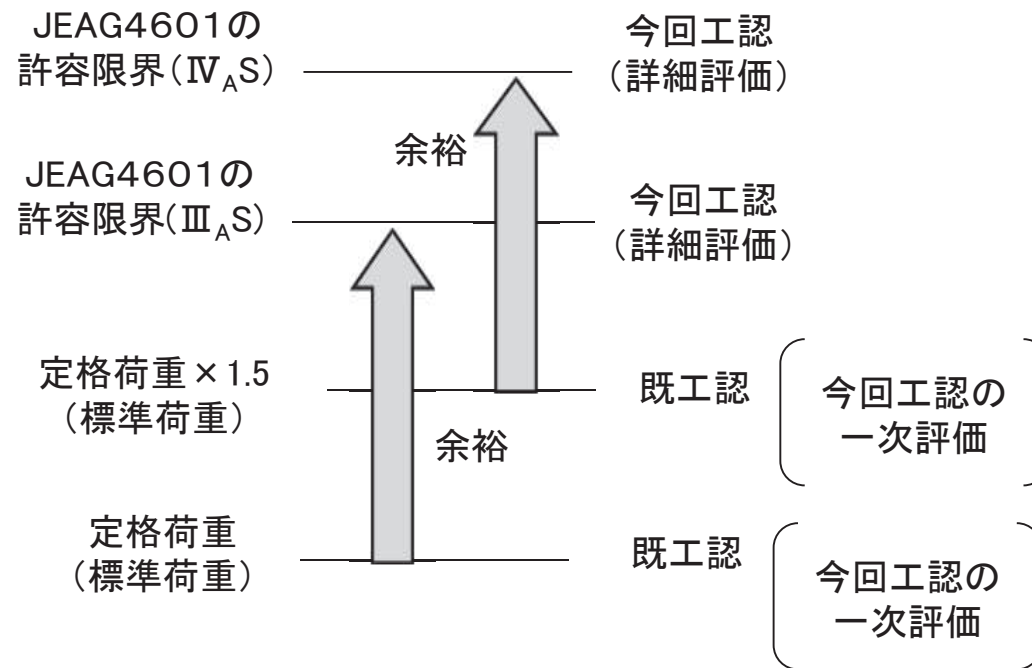 JEAG4601の
許容限界(ⅣAS)
今回工認
(詳細評価)
余裕
JEAG4601の
許容限界(ⅢAS)
今回工認
(詳細評価)
定格荷重×1.5
(標準荷重)
既工認
今回工認の
一次評価
余裕
定格荷重
(標準荷重)
既工認
今回工認の
一次評価